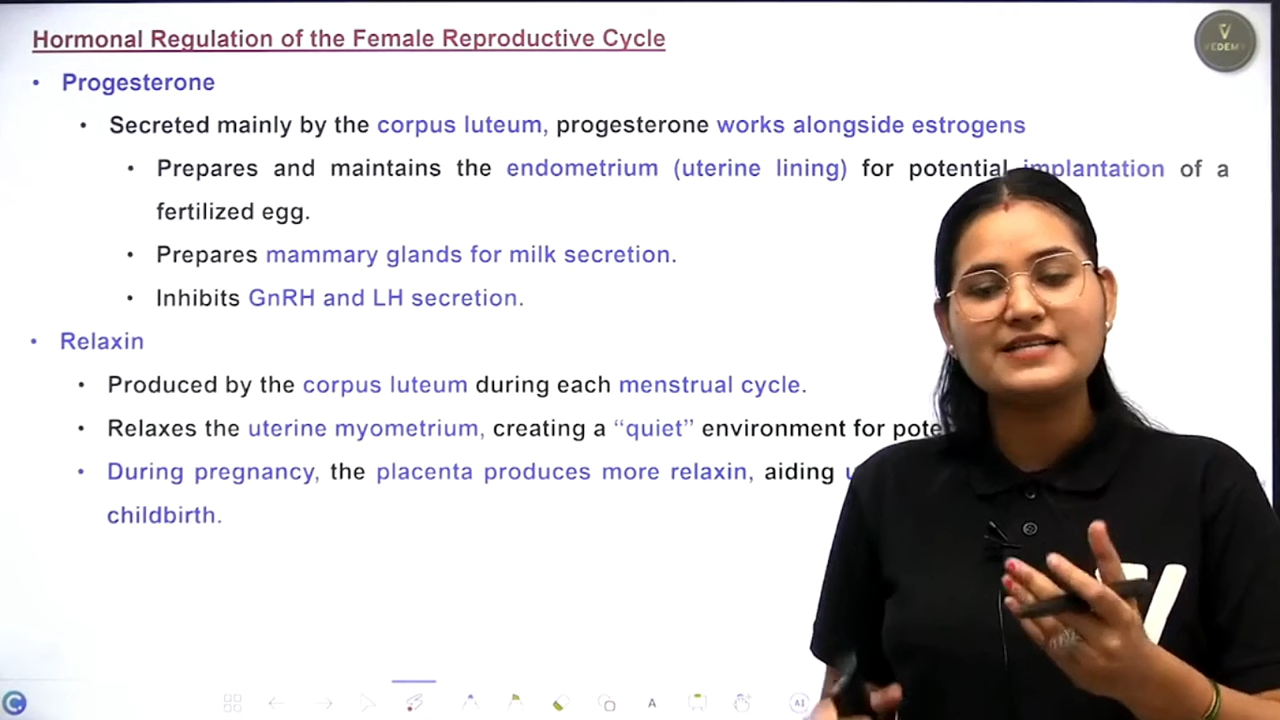 Hormonal Regulation of the Female Reproductive Cycle
VEDEMY
• Progesterone
• Secreted mainly by the corpus luteum, progesterone works alongside estrogens
• Prepares and maintains the endometrium (uterine lining) for potential implantation of a
fertilized egg.
• Prepares mammary glands for milk secretion.
• Inhibits GnRH and LH secretion.
• Relaxin
• Produced by the corpus luteum during each menstrual cycle.
• Relaxes the uterine myometrium, creating a “quiet” environment for
• During pregnancy, the placenta produces more relaxin, aiding
childbirth.
A AI